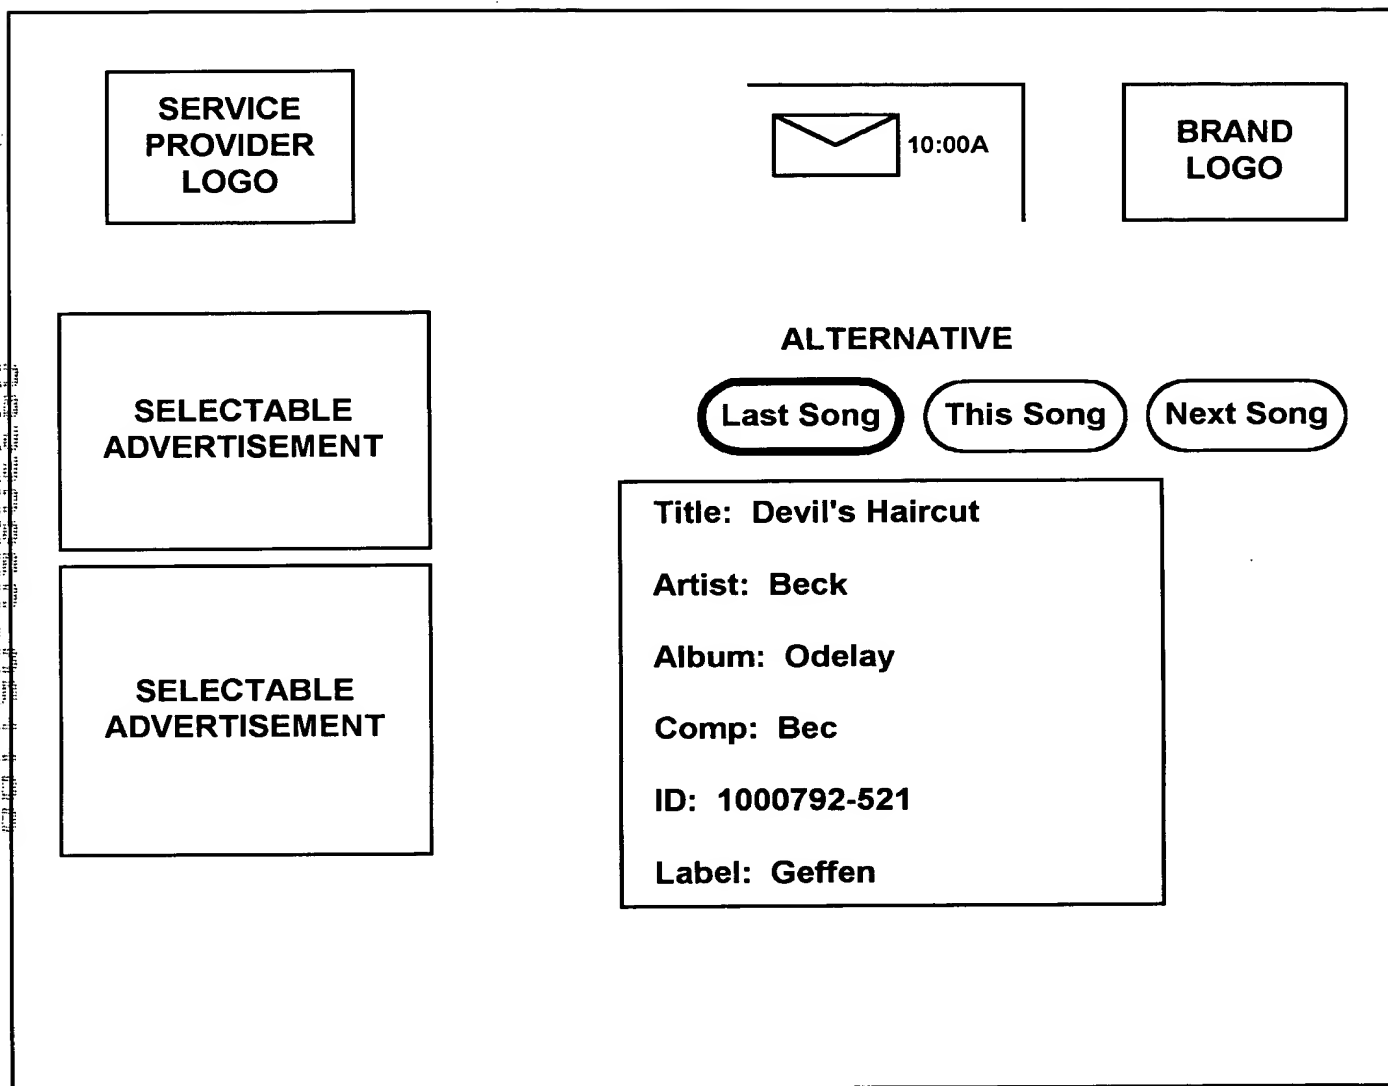 SERVICE
PROVIDER
LOGO
10:00A
BRAND
LOGO
SELECTABLE
ADVERTISEMENT
SELECTABLE
ADVERTISEMENT
ALTERNATIVE
Last Song
This Song
Next Song
Title: Devil's Haircut
Artist: Beck
Album: Odelay
Comp: Bec
ID: 1000792-521
Label: Geffen